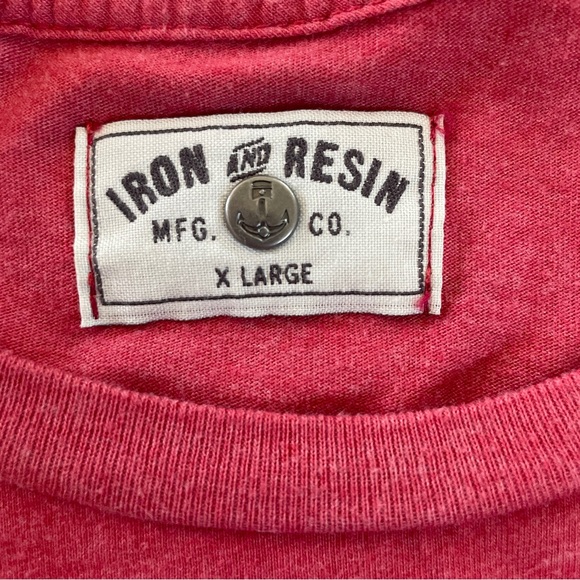 IRON AND RESIN
MFG. CO.
X LARGE